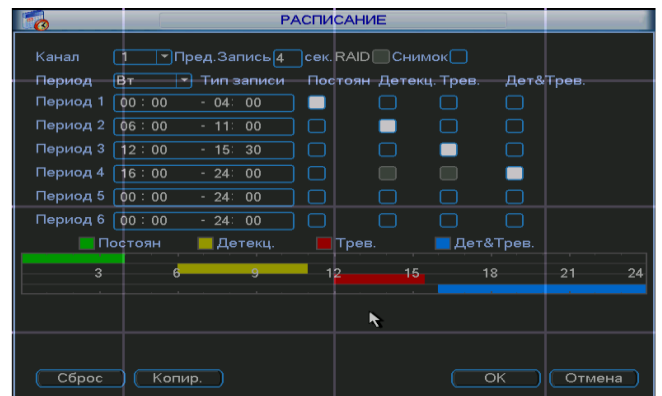 РАСПИСАНИЕ
Канал 1 Пред.Запись 4 сек. RAID Снимок
Период Вт Тип записи Постоян Детекц. Трев. Дет&Трев.
Период 1 00 : 00 - 04: 00
Период 2 06 : 00 - 11: 00
Период 3 12 : 00 - 15: 30
Период 4 16 : 00 - 24: 00
Период 5 00 : 00 - 24: 00
Период 6 00 : 00 - 24: 00
Постоян Детекц. Трев. Дет&Трев.
3 6 9 12 15 18 21 24
Сброс Копир. OK Отмена